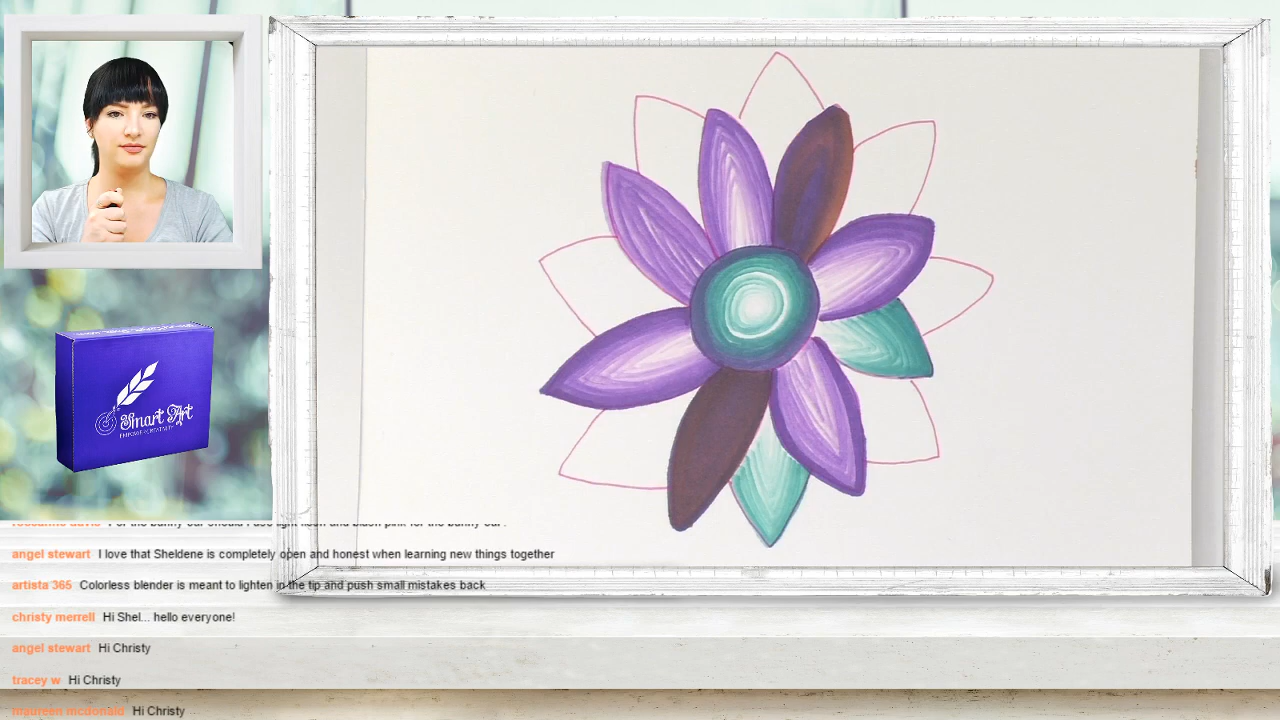 Smart Art
angel stewart I love that Sheldene is completely open and honest when learning new things together
artista 365 Colorless blender is meant to lighten in the tip and push small mistakes back
christy merrell Hi Shel... hello everyone!
angel stewart Hi Christy
tracey w Hi Christy
maureen mcdonald Hi Christy